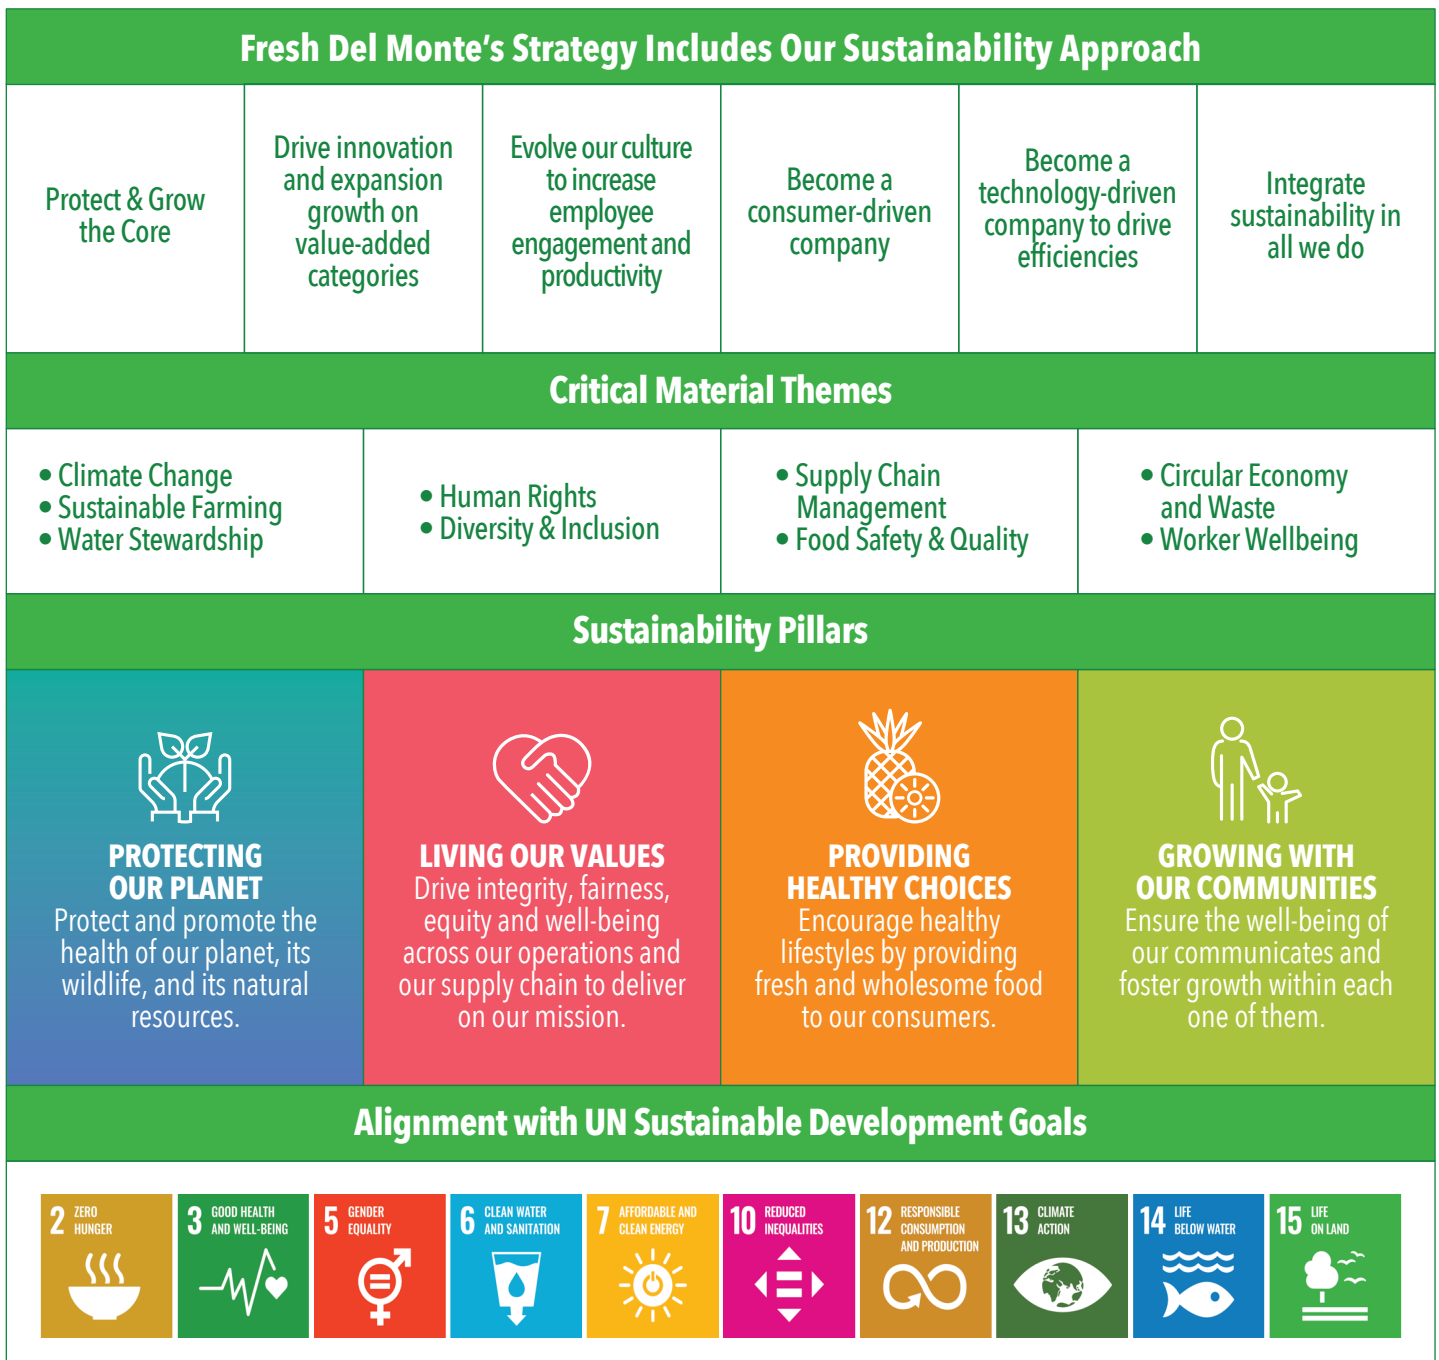 Fresh Del Monte's Strategy Includes Our Sustainability Approach
Protect & Grow
the Core
Drive innovation
and expansion
growth on
value-added
categories
Evolve our culture
to increase
employee
engagement and
productivity
Become a
consumer-driven
company
Become a
technology-driven
company to drive
efficiencies
Integrate
sustainability in
all we do
Critical Material Themes
• Climate Change
• Sustainable Farming
• Water Stewardship
• Human Rights
• Diversity & Inclusion
• Supply Chain
Management
• Food Safety & Quality
• Circular Economy
and Waste
• Worker Wellbeing
Sustainability Pillars
PROTECTING
OUR PLANET
Protect and promote the
health of our planet, its
wildlife, and its natural
resources.
LIVING OUR VALUES
Drive integrity, fairness,
equity and well-being
across our operations and
our supply chain to deliver
on our mission.
PROVIDING
HEALTHY CHOICES
Encourage healthy
lifestyles by providing
fresh and wholesome food
to our consumers.
GROWING WITH
OUR COMMUNITIES
Ensure the well-being of
our communicates and
foster growth within each
one of them.
Alignment with UN Sustainable Development Goals
2 ZERO
HUNGER
3 GOOD HEALTH
AND WELL-BEING
5 GENDER
EQUALITY
6 CLEAN WATER
AND SANITATION
7 AFFORDABLE AND
CLEAN ENERGY
10 REDUCED
INEQUALITIES
12 RESPONSIBLE
CONSUMPTION
AND PRODUCTION
13 CLIMATE
ACTION
14 LIFE
BELOW WATER
15 LIFE
ON LAND